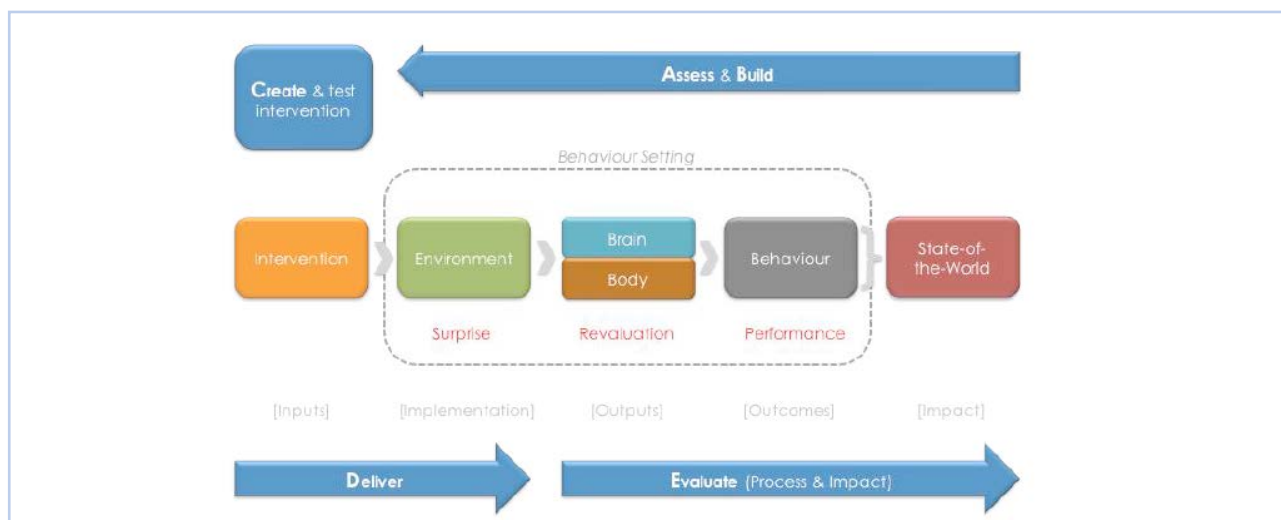 Create & test
intervention
Assess & Build
Behaviour Setting
Intervention
Environment
Brain
Body
Behaviour
State-of-
the-World
Surprise
Revaluation
Performance
[Inputs]
[Implementation]
[Outputs]
[Outcomes]
[Impact]
Deliver
Evaluate (Process & Impact)